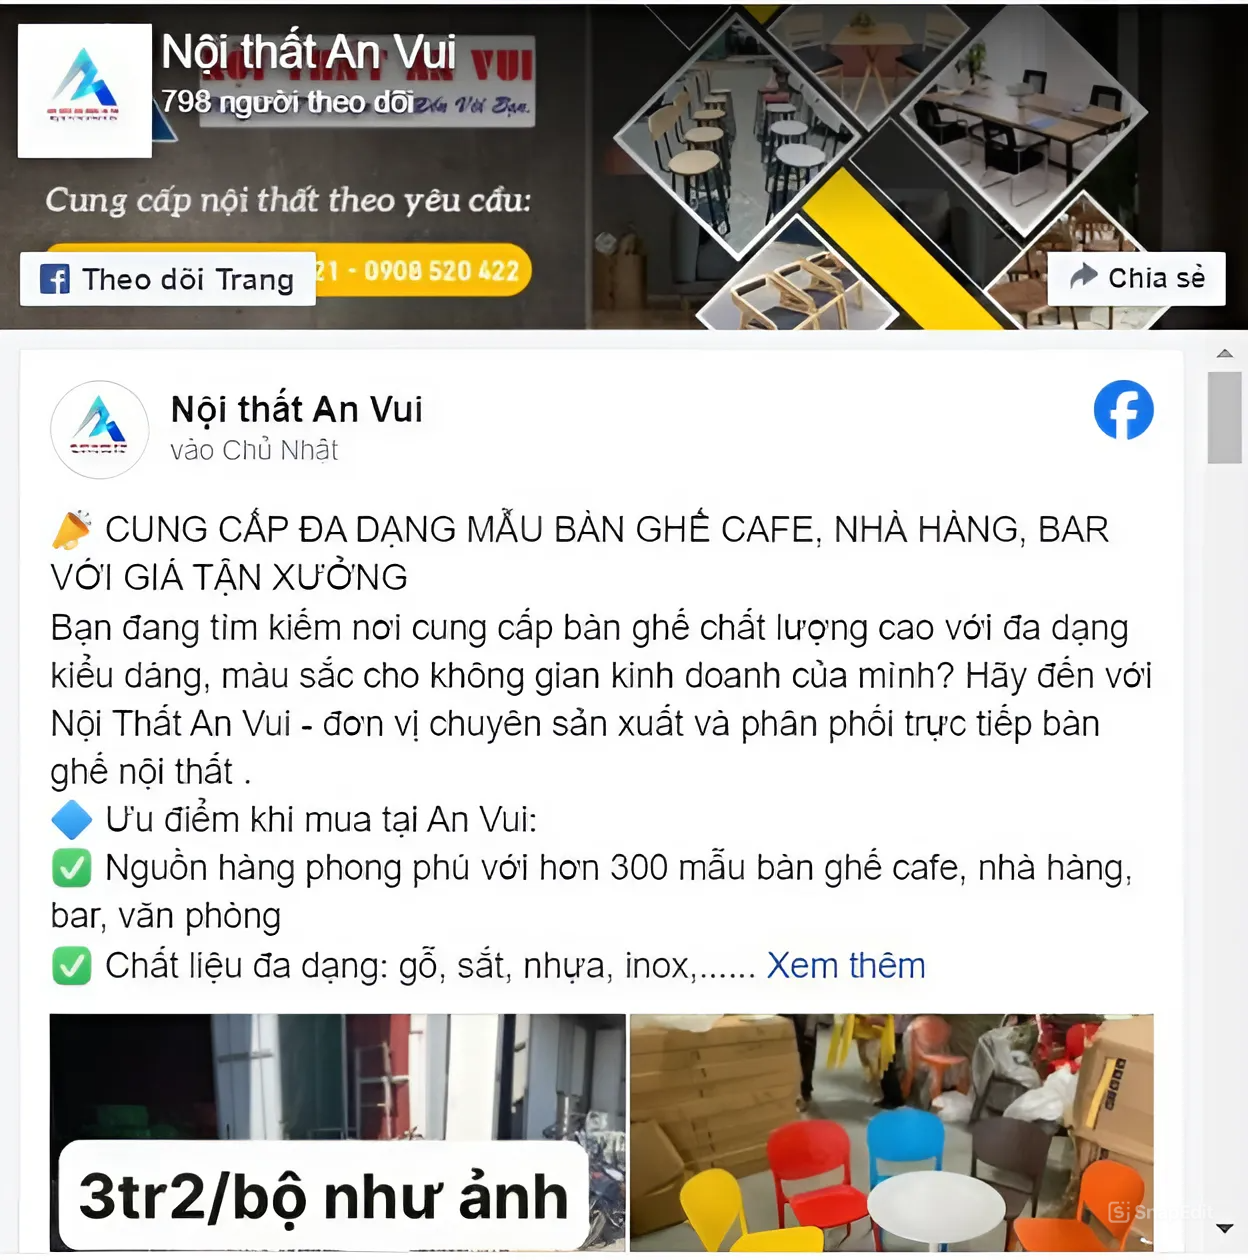 Nội thất An Vui
798 người theo dõi
Cung cấp nội thất theo yêu cầu:
21 - 0908 520 422
Theo dõi Trang
Chia sẻ
Nội thất An Vui
vào Chủ Nhật
CUNG CẤP ĐA DẠNG MẪU BÀN GHẾ CAFE, NHÀ HÀNG, BAR
VỚI GIÁ TẬN XƯỞNG
Bạn đang tìm kiếm nơi cung cấp bàn ghế chất lượng cao với đa dạng
kiểu dáng, màu sắc cho không gian kinh doanh của mình? Hãy đến với
Nội Thất An Vui - đơn vị chuyên sản xuất và phân phối trực tiếp bàn
ghế nội thất .
Ưu điểm khi mua tại An Vui:
Nguồn hàng phong phú với hơn 300 mẫu bàn ghế cafe, nhà hàng,
bar, văn phòng
Chất liệu đa dạng: gỗ, sắt, nhựa, inox,...... Xem thêm
3tr2/bộ như ảnh